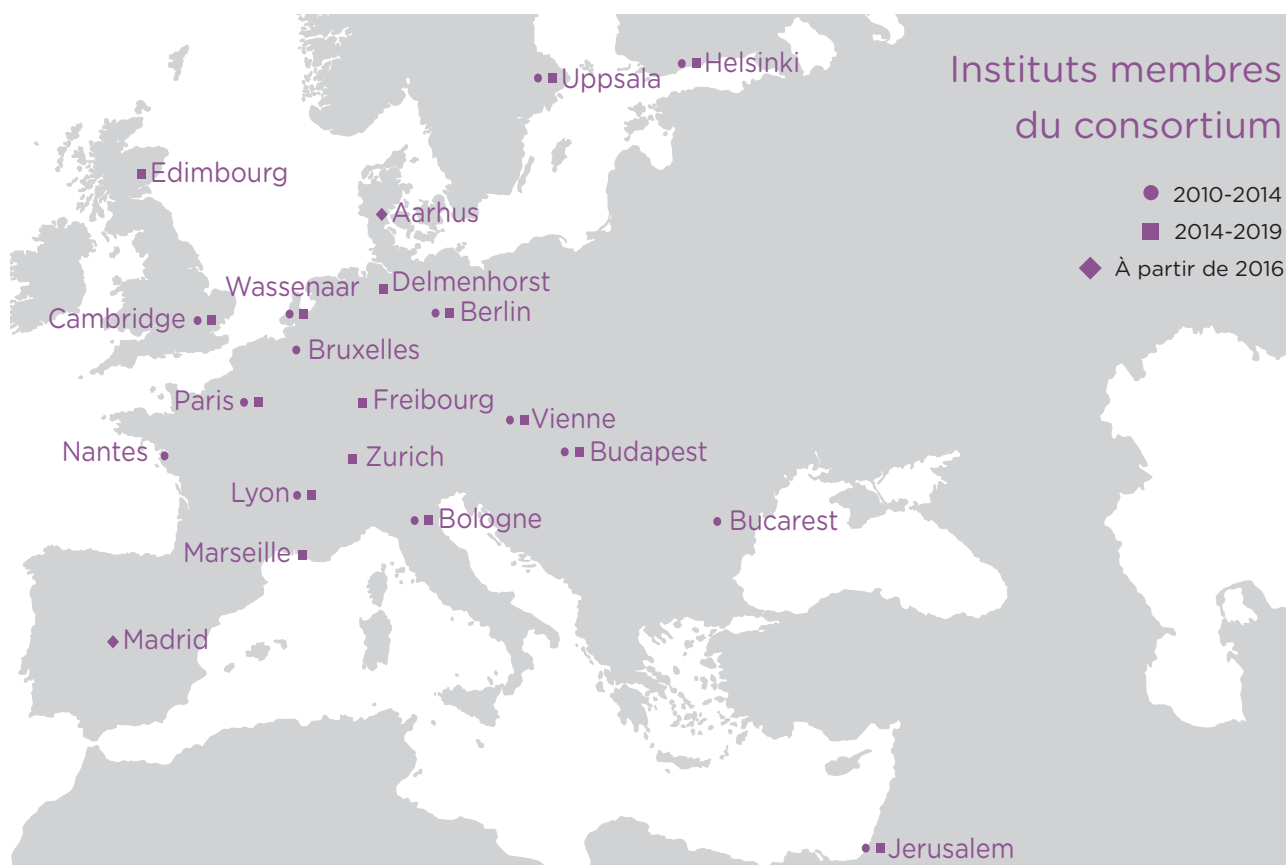 Instituts membres
du consortium
2010-2014
2014-2019
À partir de 2016
Helsinki
Uppsala
Edimbourg
Aarhus
Delmenhorst
Wassenaar
Berlin
Cambridge
Bruxelles
Paris
Freibourg
Vienne
Nantes
Zurich
Budapest
Lyon
Bologne
Bucarest
Marseille
Madrid
Jerusalem